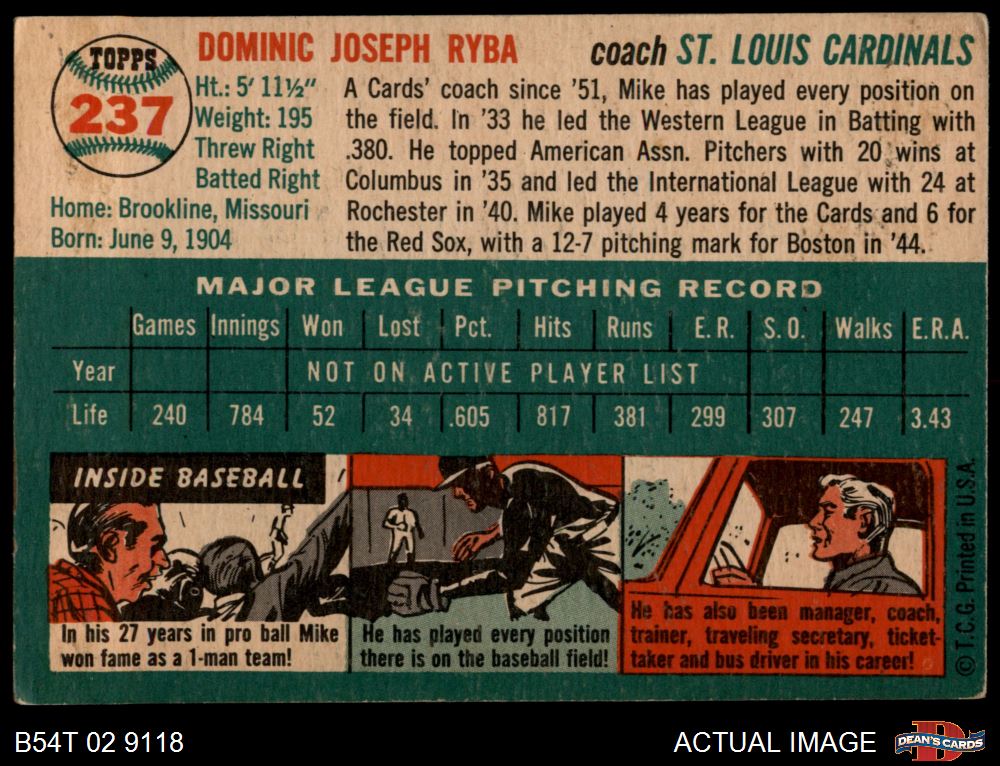 TOPPS
237
DOMINIC JOSEPH RYBA
coach ST. LOUIS CARDINALS
Ht.: 5' 11½"
Weight: 195
Threw Right
Batted Right
Home: Brookline, Missouri
Born: June 9, 1904
A Cards' coach since '51, Mike has played every position on
the field. In '33 he led the Western League in Batting with
.380. He topped American Assn. Pitchers with 20 wins at
Columbus in '35 and led the International League with 24 at
Rochester in '40. Mike played 4 years for the Cards and 6 for
the Red Sox, with a 12-7 pitching mark for Boston in '44.
MAJOR LEAGUE PITCHING RECORD
Games Innings Won Lost Pct. Hits Runs E.R. S.O. Walks E.R.A.
Year NOT ON ACTIVE PLAYER LIST
Life 240 784 52 34 .605 817 381 299 307 247 3.43
INSIDE BASEBALL
In his 27 years in pro ball Mike
won fame as a 1-man team!
He has played every position
there is on the baseball field!
He has also been manager, coach,
trainer, traveling secretary, ticket-
taker and bus driver in his career!
© T.C.G. Printed in U.S.A.
B54T 02 9118
ACTUAL IMAGE
DEAN'S CARDS